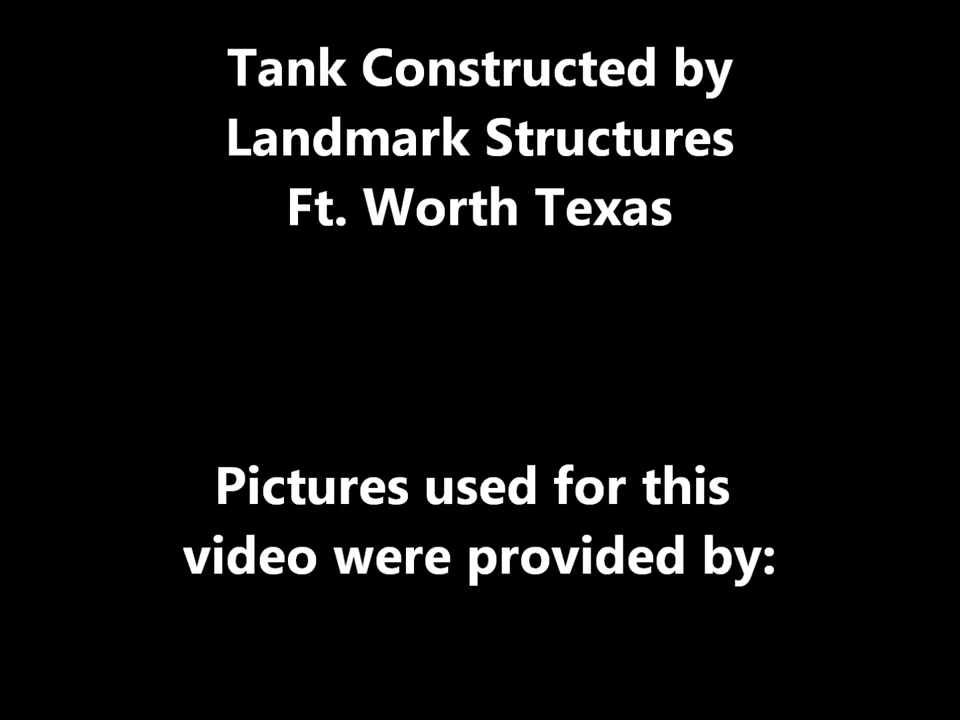 Tank Constructed by
Landmark Structures
Ft. Worth Texas
Pictures used for this
video were provided by: